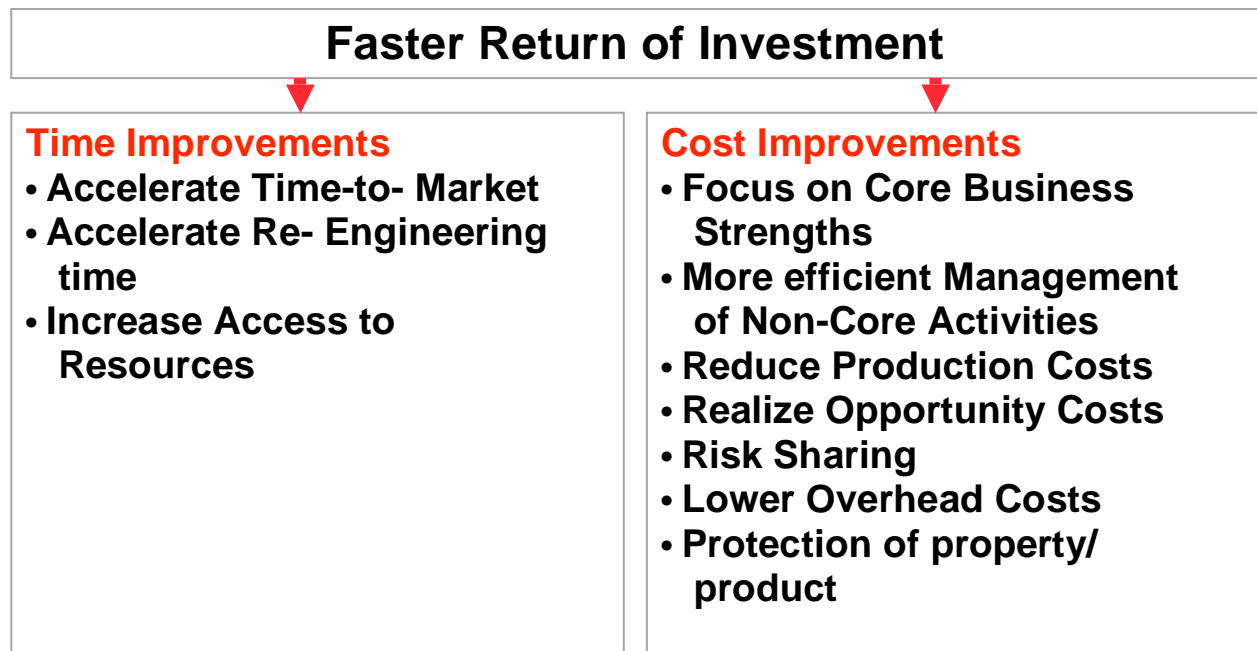 Faster Return of Investment
Time Improvements
• Accelerate Time-to- Market
• Accelerate Re- Engineering
time
• Increase Access to
Resources
Cost Improvements
• Focus on Core Business
Strengths
• More efficient Management
of Non-Core Activities
• Reduce Production Costs
• Realize Opportunity Costs
• Risk Sharing
• Lower Overhead Costs
• Protection of property/
product